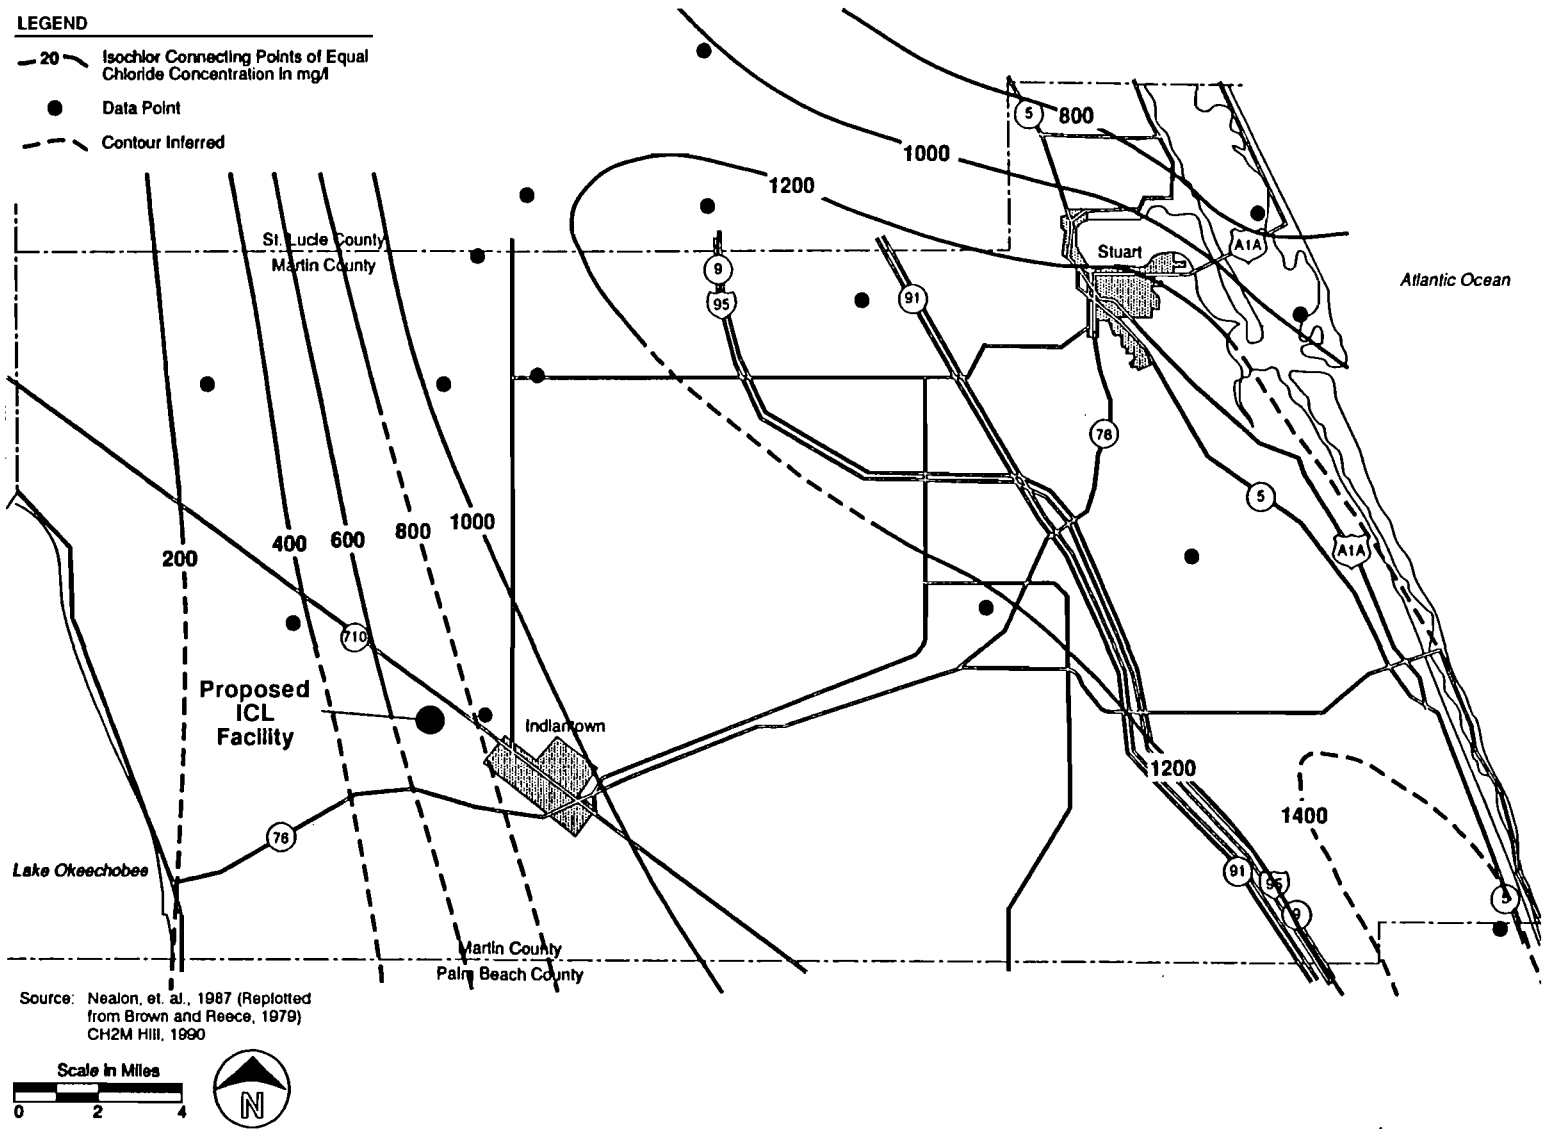 LEGEND
20 Isochlor Connecting Points of Equal
Chloride Concentration In mg/l
Data Point
Contour Inferred
5
800
1000
1200
St. Lucie County
Martin County
9
95
91
Stuart
A1A
Atlantic Ocean
76
5
A1A
200
400
600
800
1000
710
Proposed
ICL
Facility
Indiantown
1200
1400
76
Lake Okeechobee
91
95
9
5
Martin County
Palm Beach County
Source: Nealon, et. al., 1987 (Replotted
from Brown and Reece, 1979)
CH2M Hill, 1990
Scale in Miles
0 2 4
N